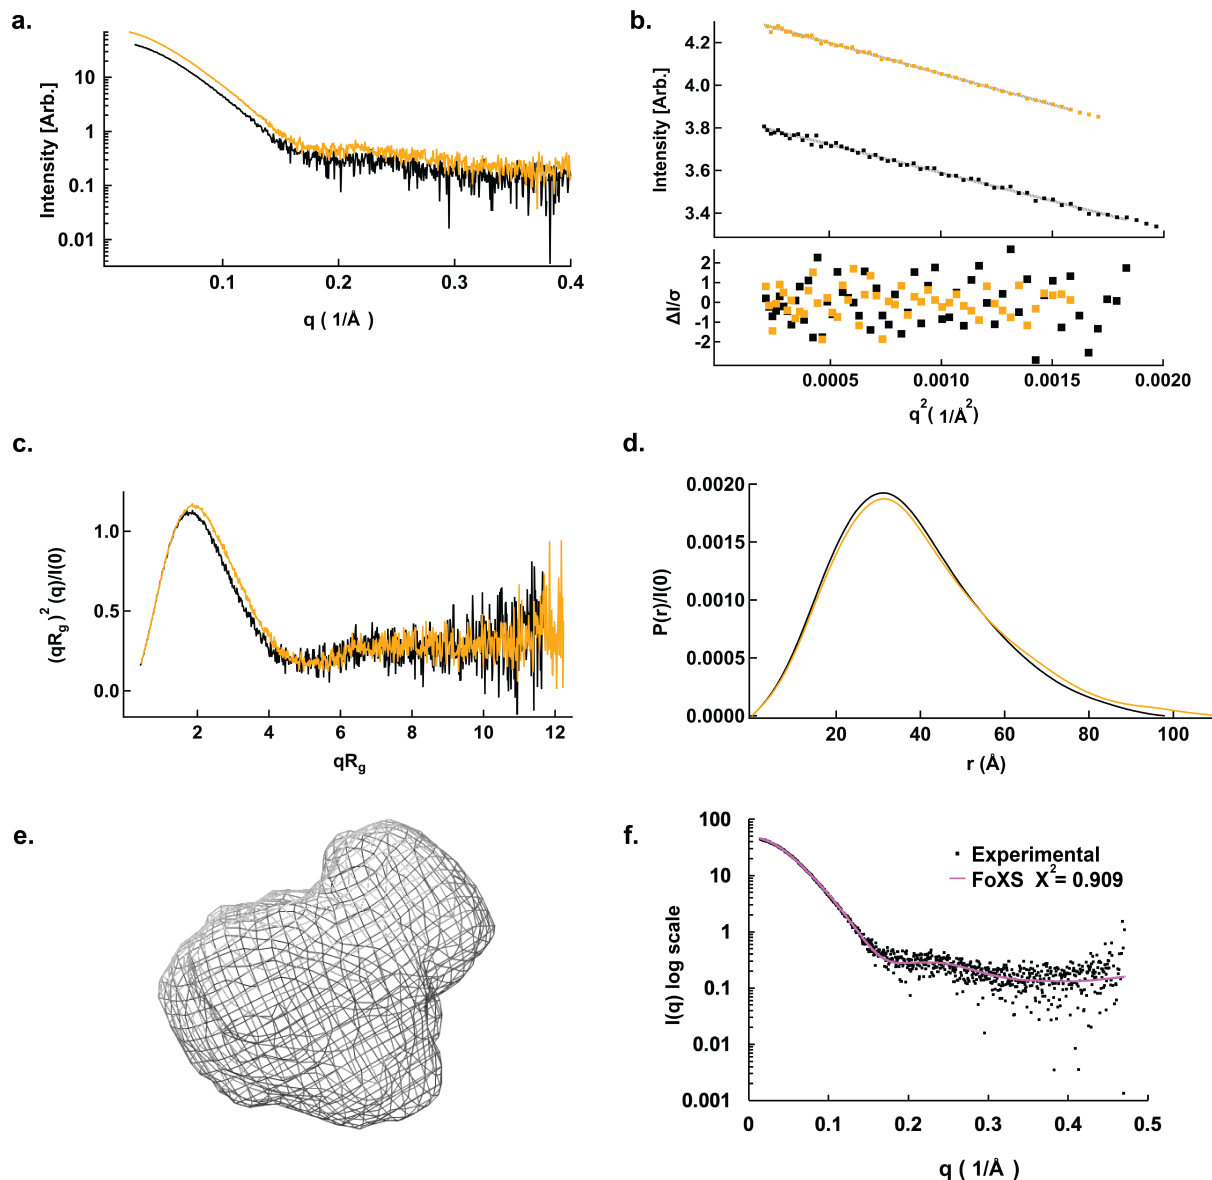 a.
Intensity [Arb.]
10
1
0.1
0.01
0.1
0.2
0.3
0.4
q ( 1/Å )
b.
Intensity [Arb.]
4.2
4.0
3.8
3.4
ΔI/σ
2
1
0
-1
-2
0.0005
0.0010
0.0015
0.0020
q²( 1/Å²)
c.
(qRg)² (q)/I(0)
1.0
0.5
0.0
2
4
6
8
10
12
qRg
d.
P(r)/I(0)
0.0020
0.0015
0.0010
0.0005
0.0000
20
40
60
80
100
r (Å)
e.
f.
I(q) log scale
100
10
1
0.1
0.01
0.001
Experimental
FoXS X²= 0.909
0
0.1
0.2
0.3
0.4
0.5
q ( 1/Å )